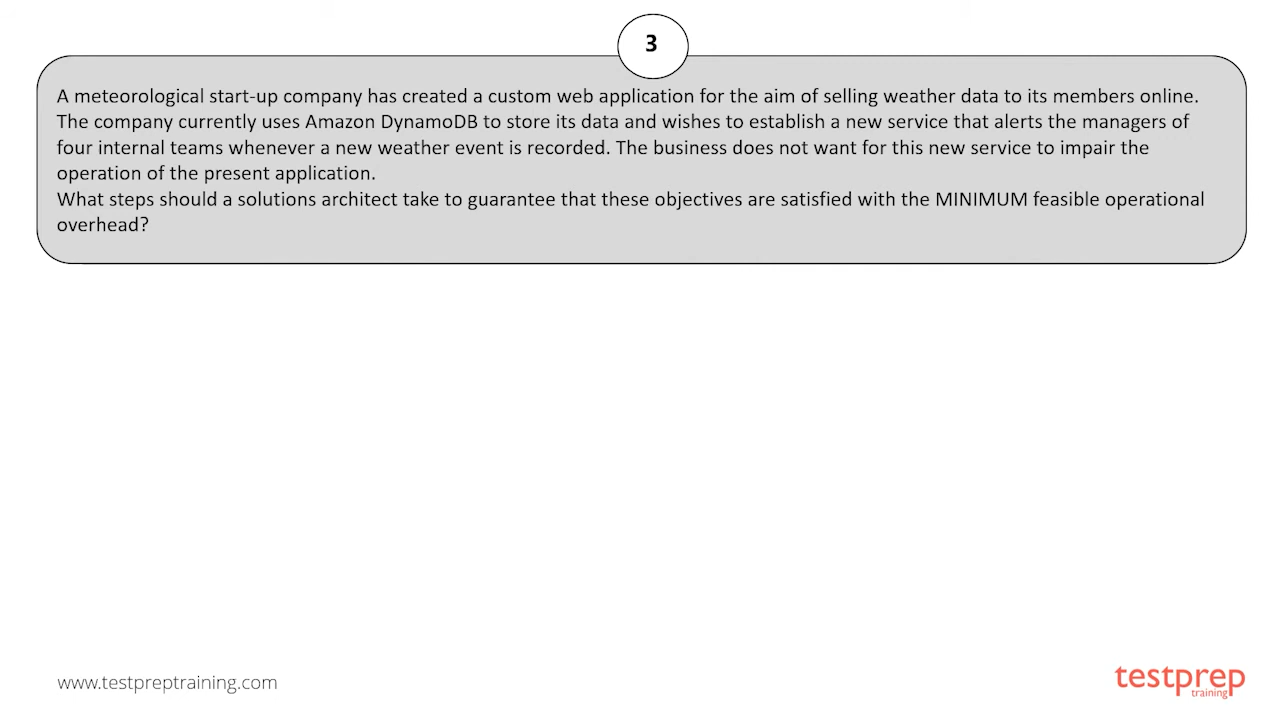 3
A meteorological start-up company has created a custom web application for the aim of selling weather data to its members online.
The company currently uses Amazon DynamoDB to store its data and wishes to establish a new service that alerts the managers of
four internal teams whenever a new weather event is recorded. The business does not want for this new service to impair the
operation of the present application.
What steps should a solutions architect take to guarantee that these objectives are satisfied with the MINIMUM feasible operational
overhead?
www.testpreptraining.com
testprep
training